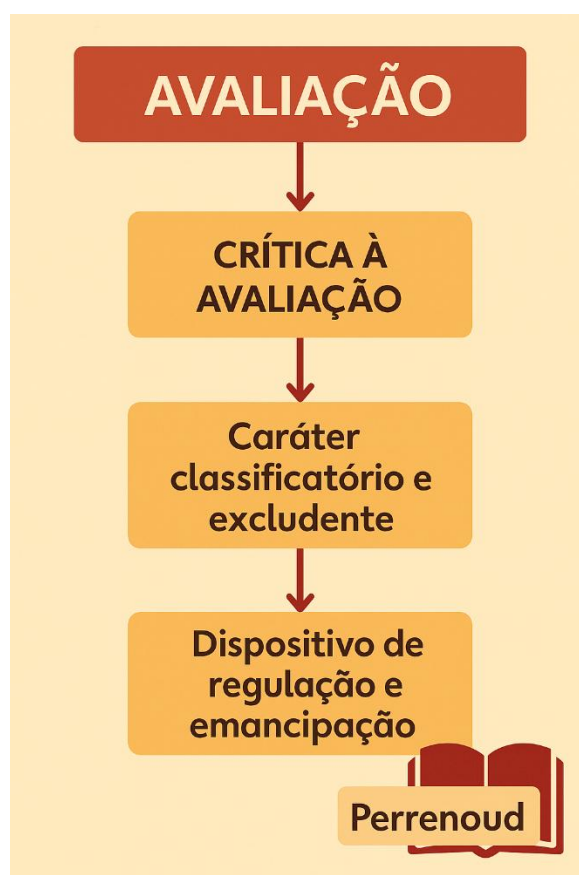 AVALIAÇÃO
CRÍTICA À
AVALIAÇÃO
Caráter
classificatório e
excludente
Dispositivo de
regulação e
emancipação
Perrenoud